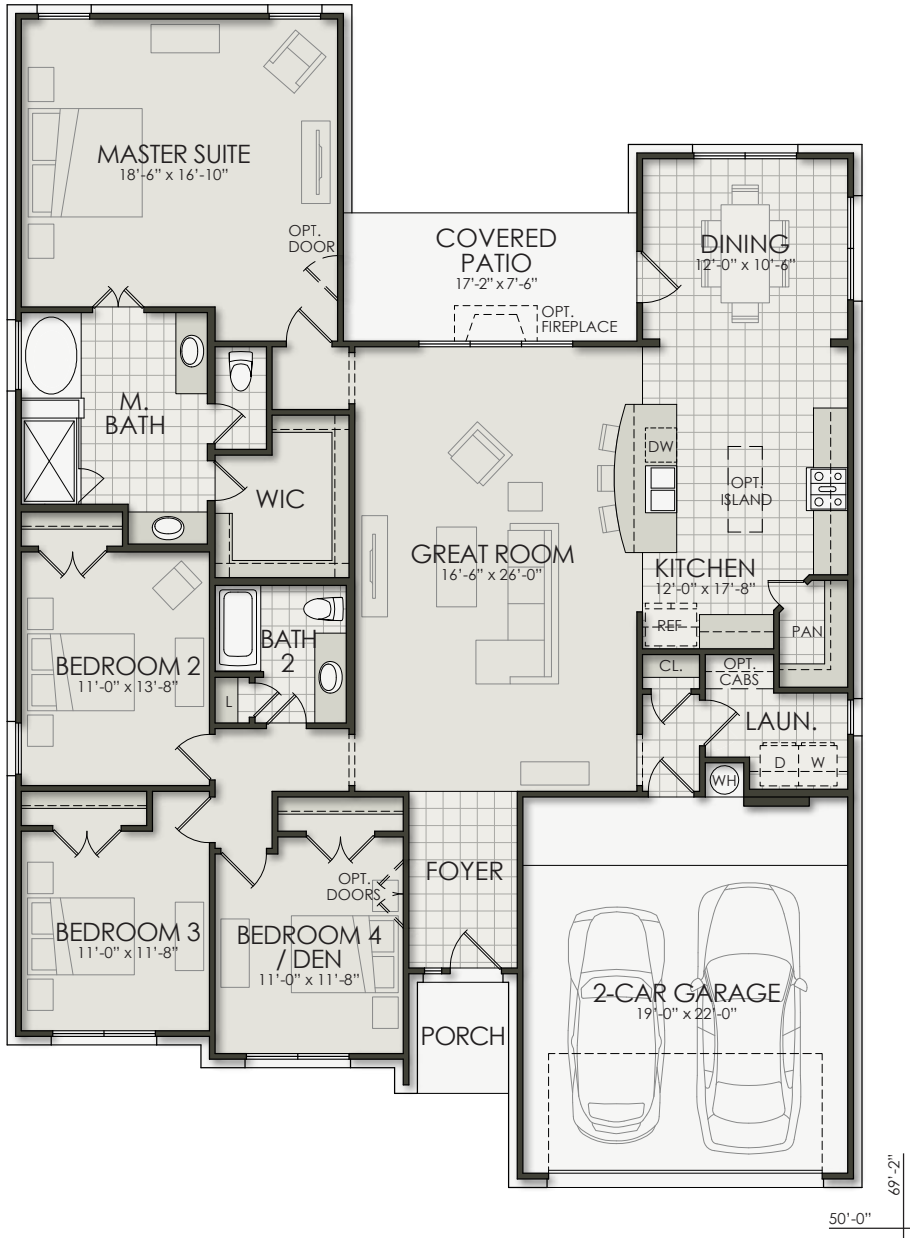 MASTER SUITE
18'-6" x 16'-10"
OPT.
DOOR
COVERED
PATIO
17'-2" x 7'-6"
OPT.
FIREPLACE
DINING
12'-0" x 10'-6"
M.
BATH
WIC
DW
OPT.
ISLAND
GREAT ROOM
16'-6" x 26'-0"
KITCHEN
12'-0" x 17'-8"
REF
PAN
BEDROOM 2
11'-0" x 13'-8"
BATH
2
L
CL.
OPT.
CABS
LAUN.
D
W
WH
FOYER
OPT.
DOORS
BEDROOM 3
11'-0" x 11'-8"
BEDROOM 4
/ DEN
11'-0" x 11'-8"
2-CAR GARAGE
19'-0" x 22'-0"
PORCH
69'-2"
50'-0"